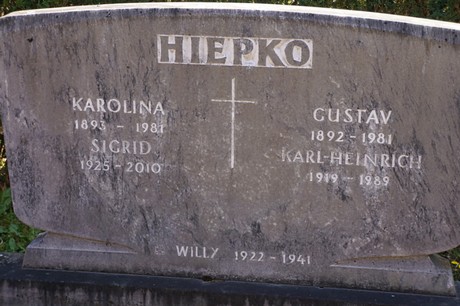 HIEPKO
KAROLINA
1893 - 1981
SIGRID
1925 - 2010
GUSTAV
1892 - 1981
KARL-HEINRICH
1919 - 1989
WILLY 1922 - 1941